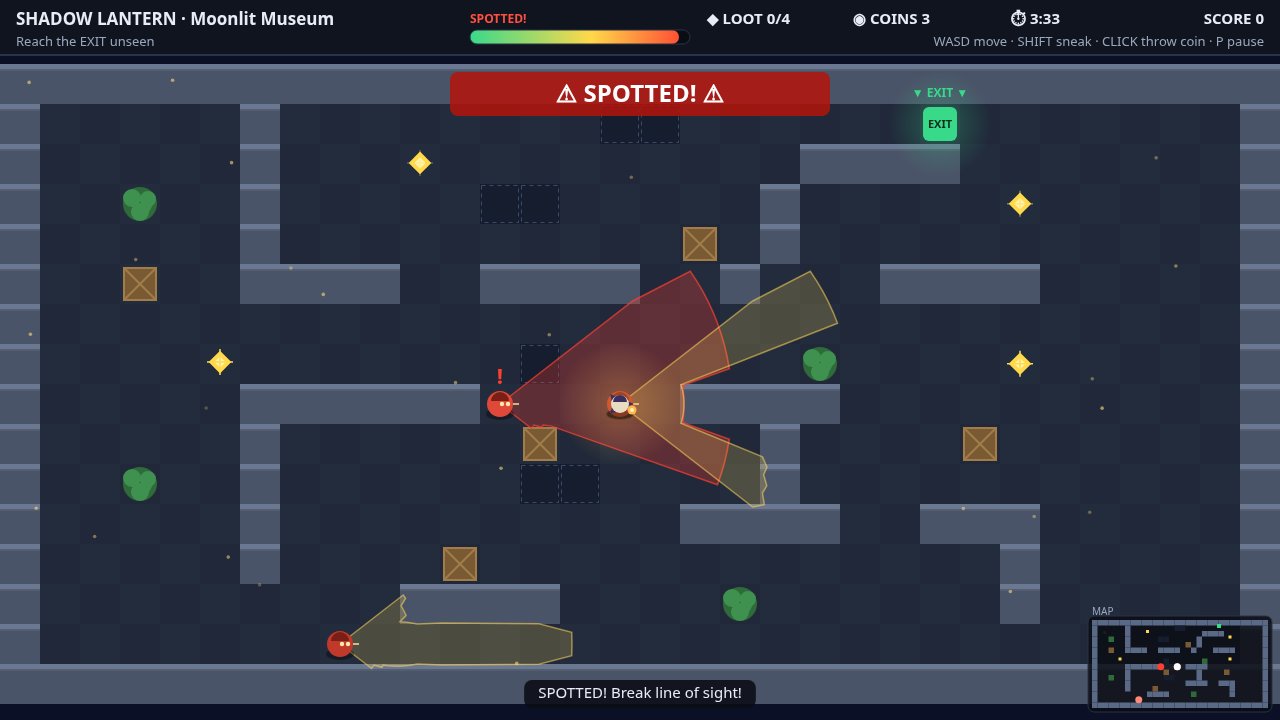 SHADOW LANTERN · Moonlit Museum
Reach the EXIT unseen
SPOTTED!
◆ LOOT 0/4
◉ COINS 3
⏱ 3:33
SCORE 0
WASD move · SHIFT sneak · CLICK throw coin · P pause
⚠ SPOTTED! ⚠
▼ EXIT ▼
EXIT
!
MAP
SPOTTED! Break line of sight!